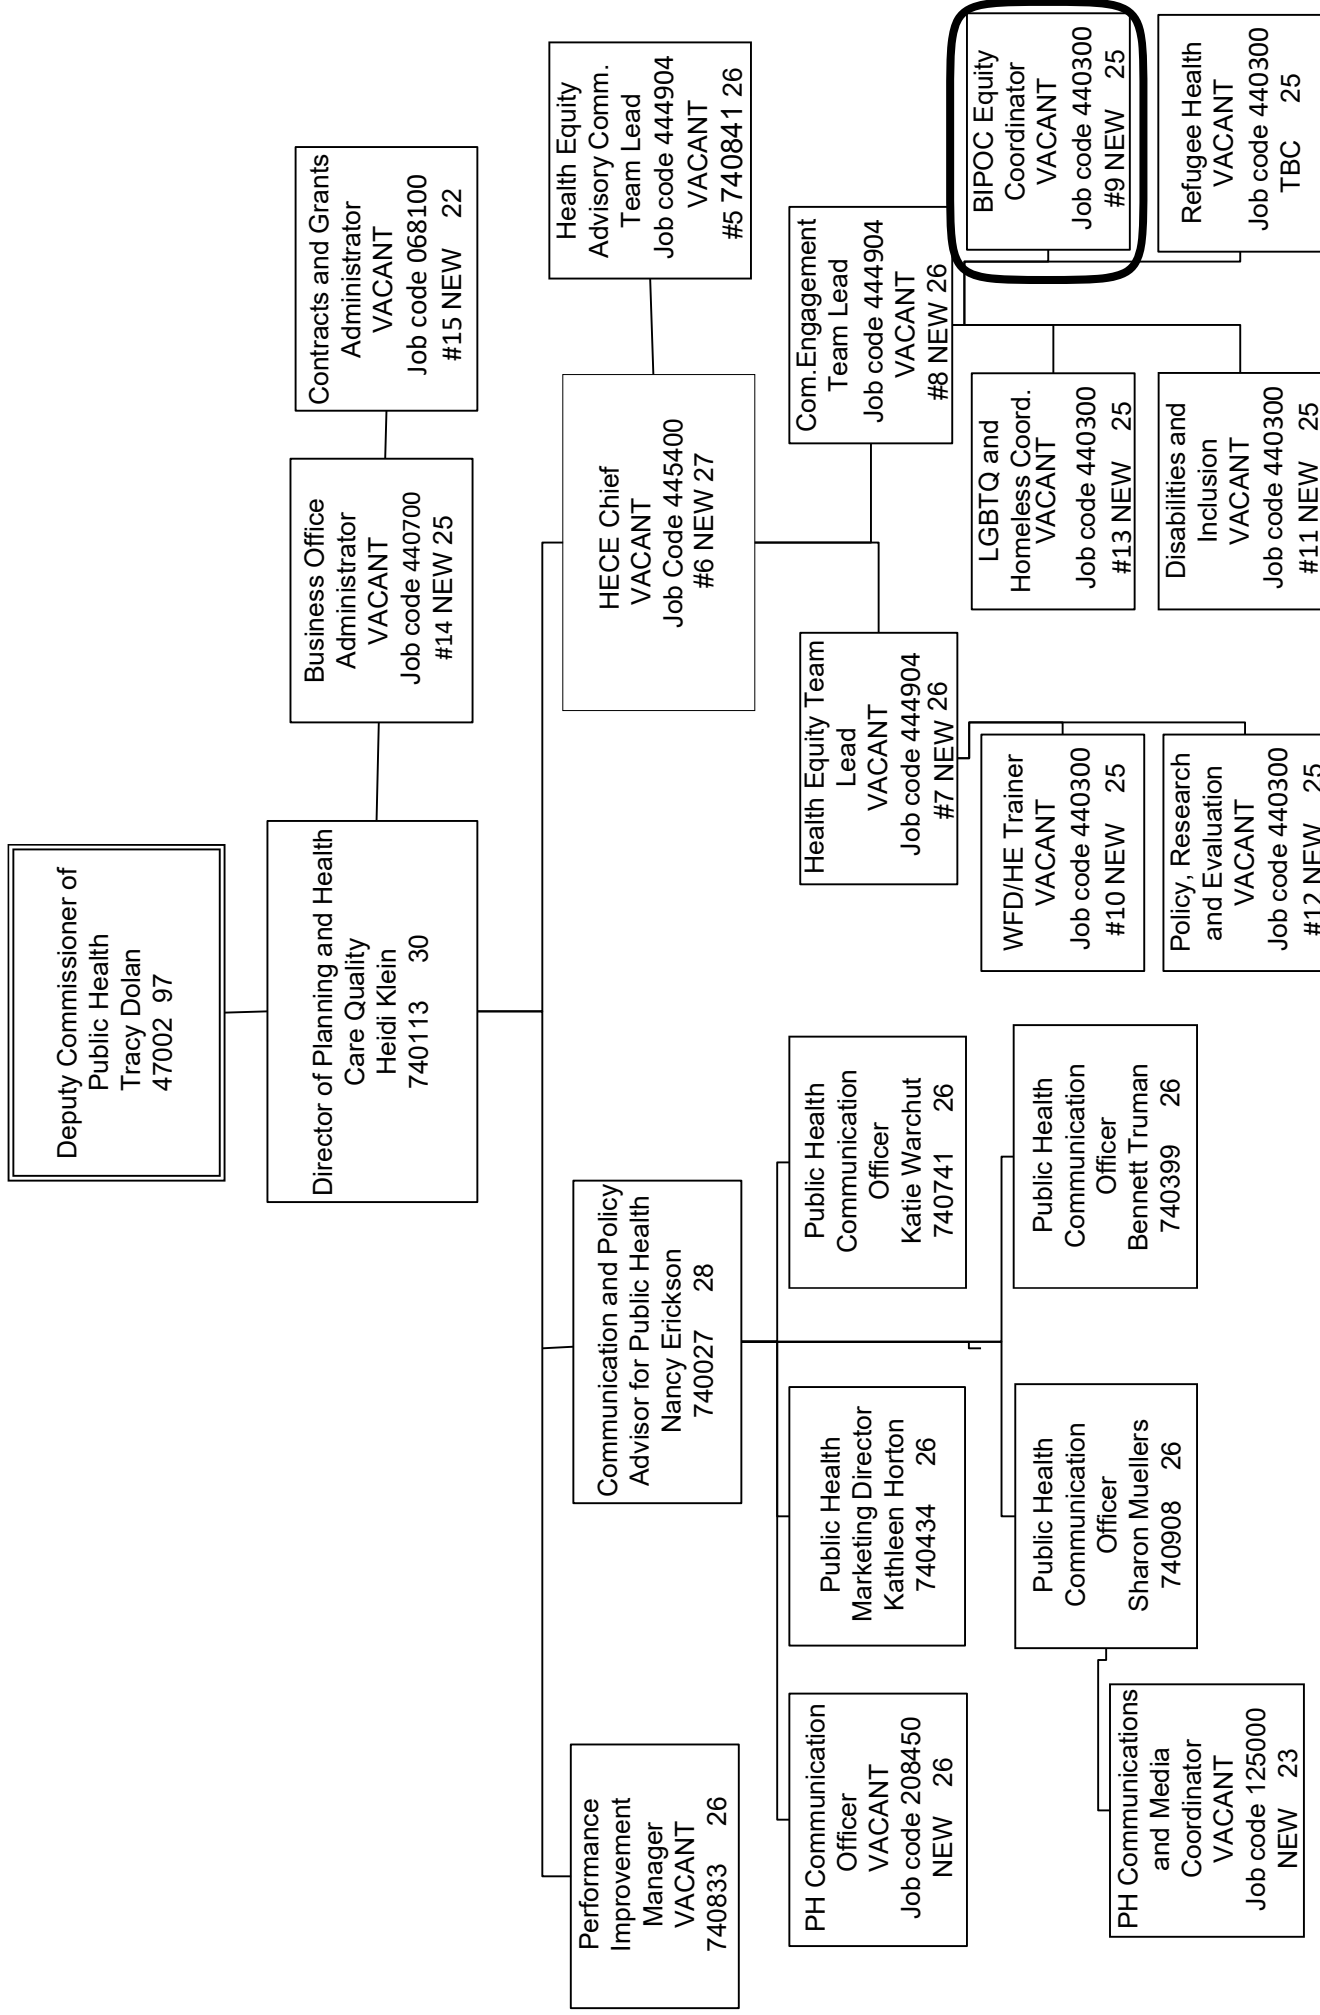 Deputy Commissioner of
Public Health
Tracy Dolan
47002 97
Director of Planning and Health
Care Quality
Heidi Klein
740113 30
Business Office
Administrator
VACANT
Job code 440700
#14 NEW 25
Contracts and Grants
Administrator
VACANT
Job code 068100
#15 NEW 22
Performance
Improvement
Manager
VACANT
740833 26
Communication and Policy
Advisor for Public Health
Nancy Erickson
740027 28
HECE Chief
VACANT
Job Code 445400
#6 NEW 27
Health Equity
Advisory Comm.
Team Lead
Job code 444904
VACANT
#5 740841 26
PH Communication
Officer
VACANT
Job code 208450
NEW 26
Public Health
Marketing Director
Kathleen Horton
740434 26
Public Health
Communication
Officer
Katie Warchut
740741 26
Health Equity Team
Lead
VACANT
Job code 444904
#7 NEW 26
Com.Engagement
Team Lead
Job code 444904
VACANT
#8 NEW 26
PH Communications
and Media
Coordinator
VACANT
Job code 125000
NEW 23
Public Health
Communication
Officer
Sharon Muellers
740908 26
Public Health
Communication
Officer
Bennett Truman
740399 26
WFD/HE Trainer
VACANT
Job code 440300
#10 NEW 25
LGBTQ and
Homeless Coord.
VACANT
Job code 440300
#13 NEW 25
BIPOC Equity
Coordinator
VACANT
Job code 440300
#9 NEW 25
Policy, Research
and Evaluation
VACANT
Job code 440300
#12 NEW 25
Disabilities and
Inclusion
VACANT
Job code 440300
#11 NEW 25
Refugee Health
VACANT
Job code 440300
TBC 25